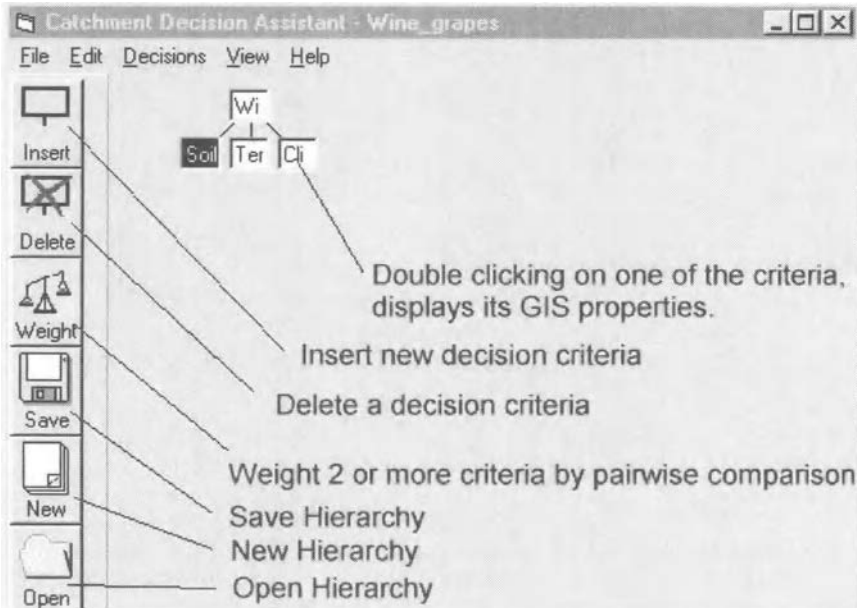 Catchment Decision Assistant - Wine_grapes
File Edit Decisions View Help
Wi
Soil Ter Cli
Insert
Delete
Weight
Save
New
Open
Double clicking on one of the criteria,
displays its GIS properties.
Insert new decision criteria
Delete a decision criteria
Weight 2 or more criteria by pairwise comparison
Save Hierarchy
New Hierarchy
Open Hierarchy